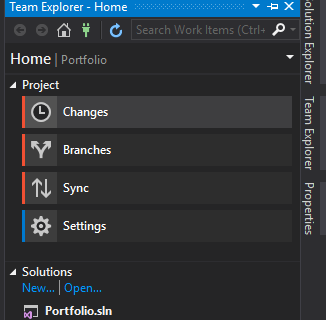 Team Explorer - Home
Search Work Items (Ctrl+
Home | Portfolio
Project
Changes
Branches
Sync
Settings
Solutions
New... | Open...
Portfolio.sln
Solution Explorer
Team Explorer
Properties